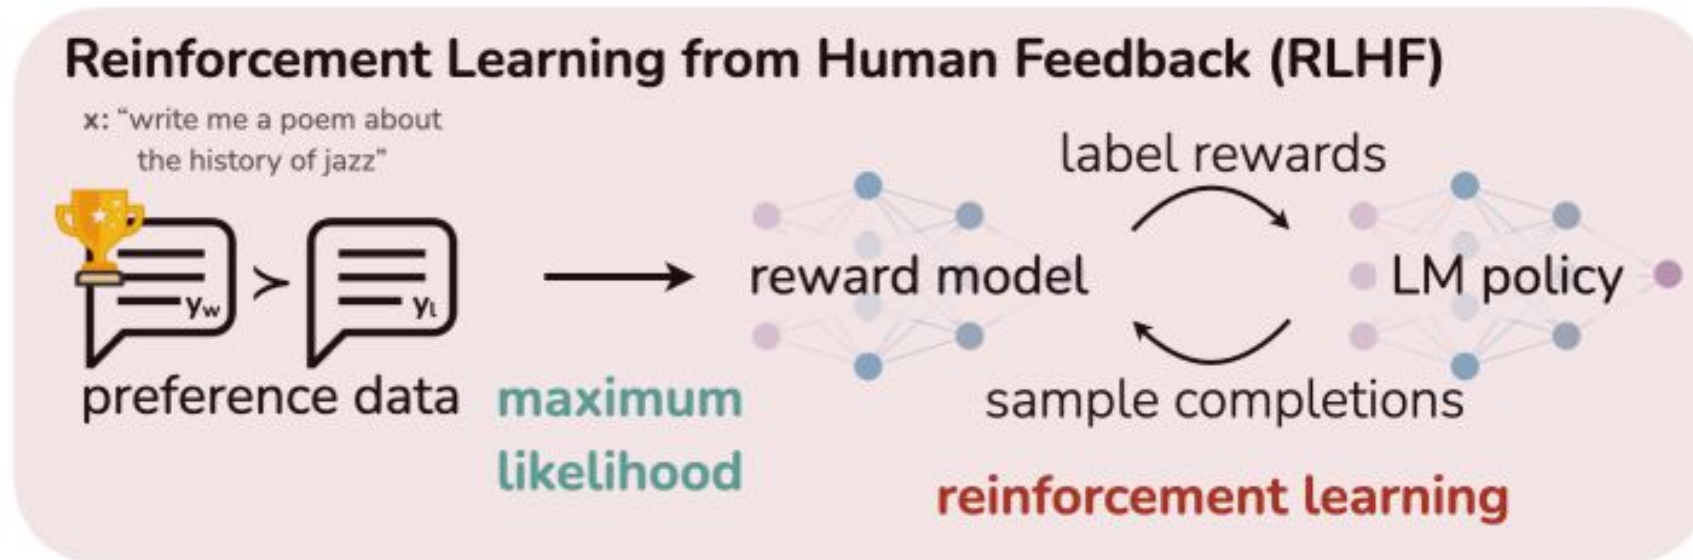 Reinforcement Learning from Human Feedback (RLHF)
x: “write me a poem about
the history of jazz”
label rewards
yw ≻ yl
reward model
LM policy
preference data
maximum
likelihood
sample completions
reinforcement learning